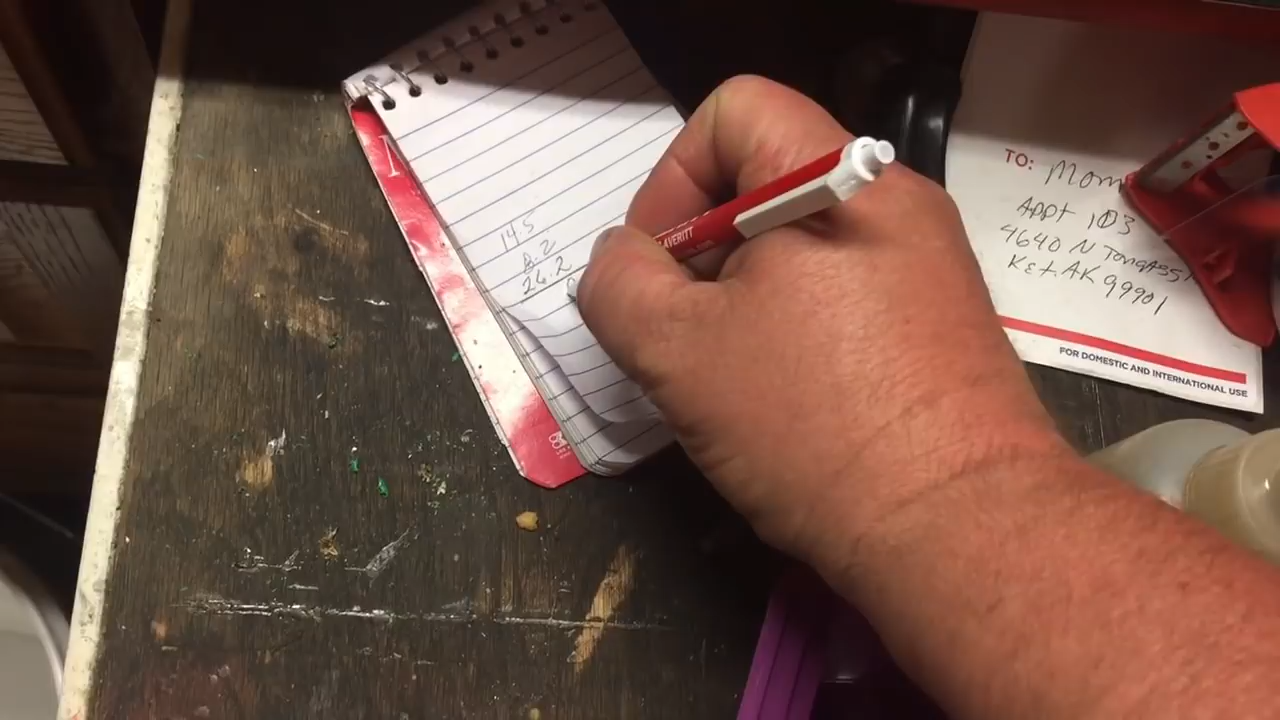 14.5
8.2
26.2
AVERITT
TO: Mom
APPt 103
4640 N TongASS
Ket. AK 99901
FOR DOMESTIC AND INTERNATIONAL USE